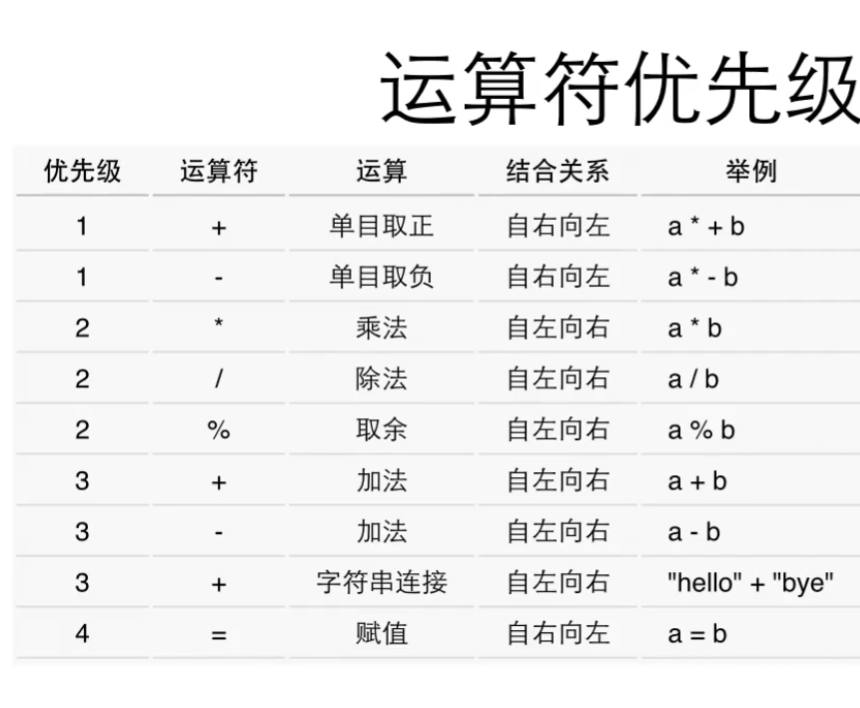 运算符优先级
优先级 运算符 运算 结合关系 举例
1 + 单目取正 自右向左 a * + b
1 - 单目取负 自右向左 a * - b
2 * 乘法 自左向右 a * b
2 / 除法 自左向右 a / b
2 % 取余 自左向右 a % b
3 + 加法 自左向右 a + b
3 - 加法 自左向右 a - b
3 + 字符串连接 自左向右 "hello" + "bye"
4 = 赋值 自右向左 a = b